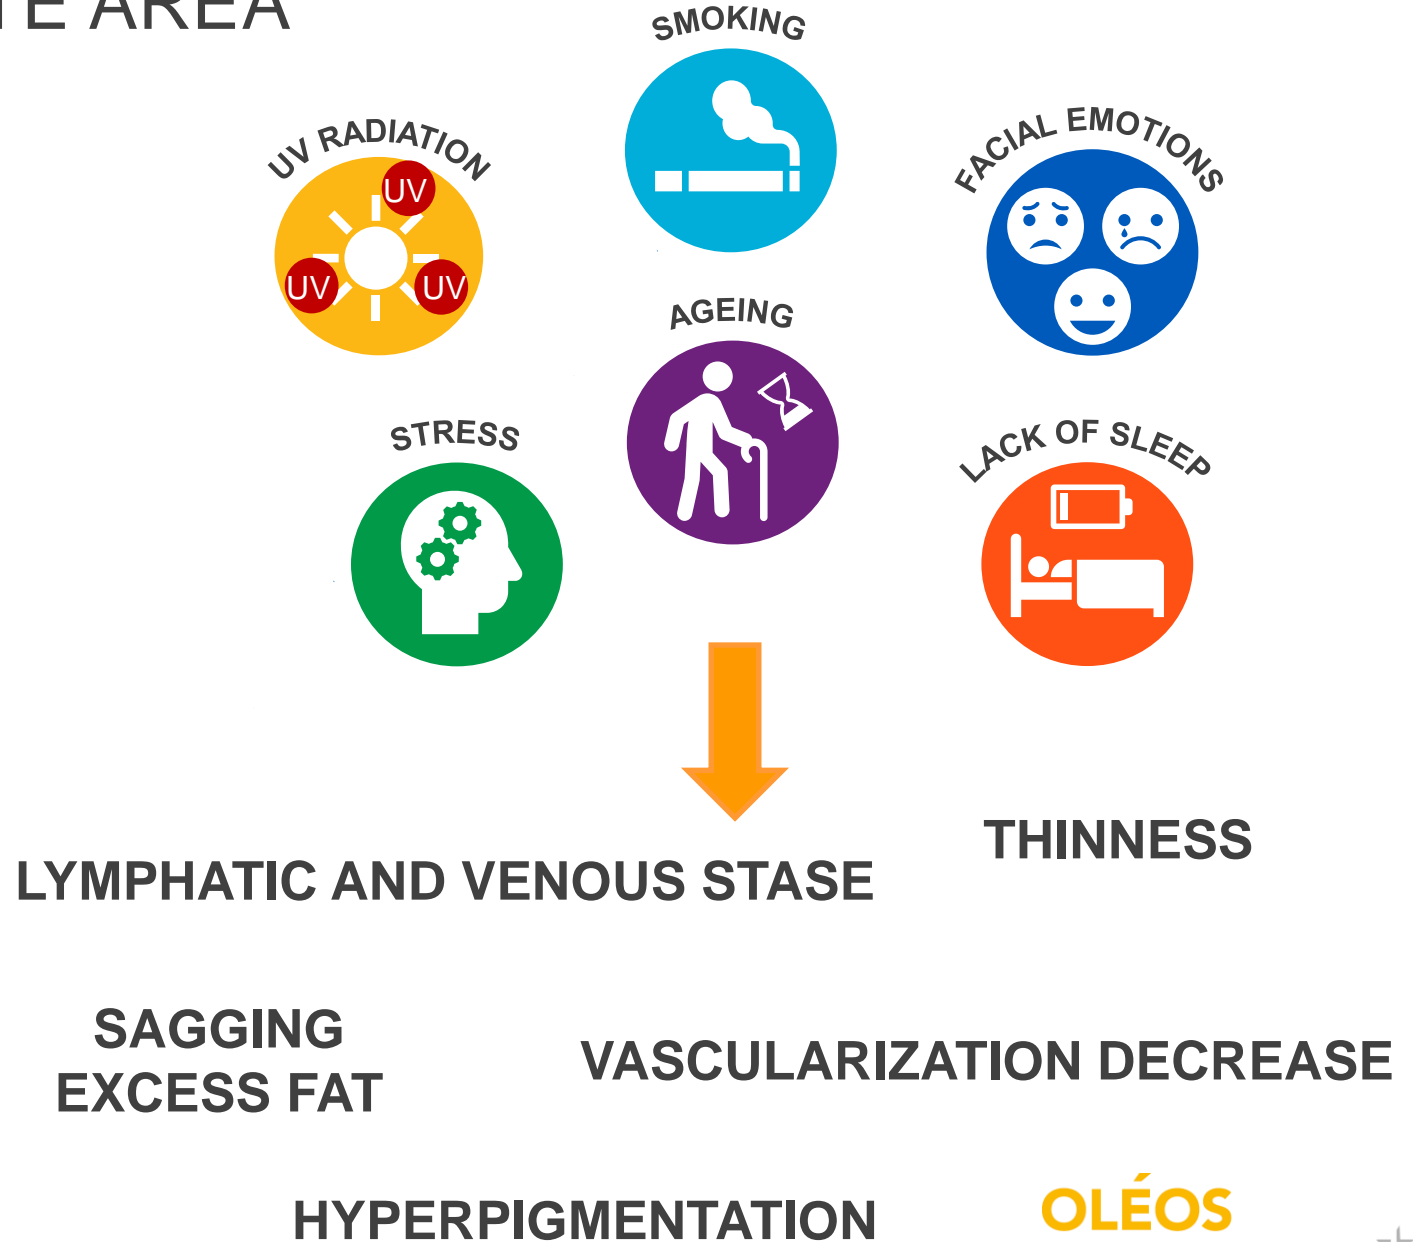 TE AREA
SMOKING
UV RADIATION
FACIAL EMOTIONS
UV
UV
UV
AGEING
STRESS
LACK OF SLEEP
THINNESS
LYMPHATIC AND VENOUS STASE
SAGGING
EXCESS FAT
VASCULARIZATION DECREASE
HYPERPIGMENTATION
OLÉOS